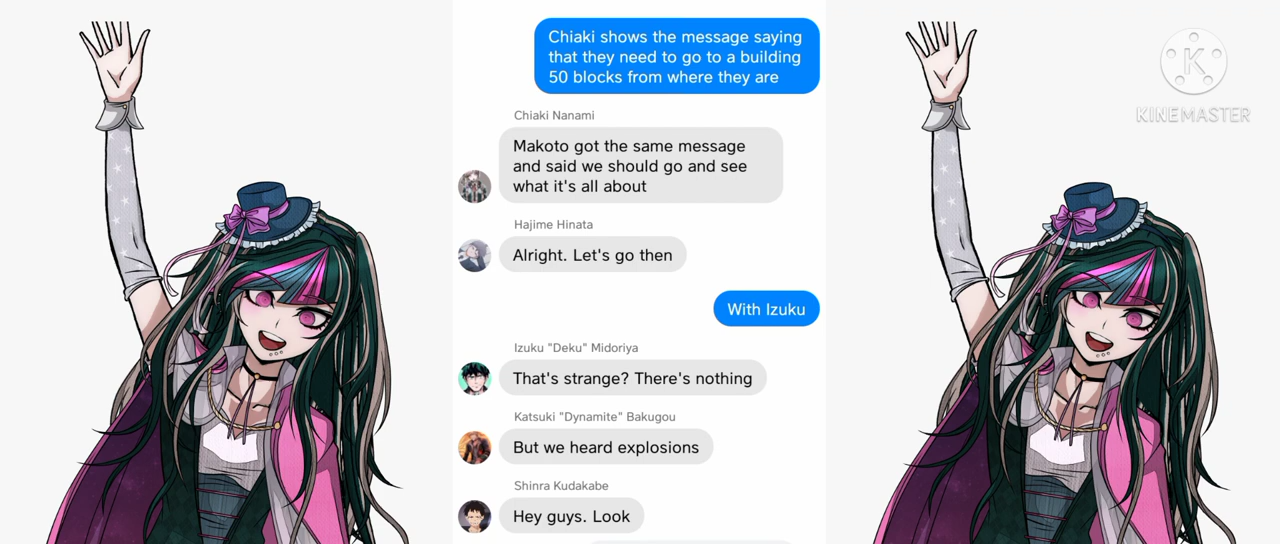 Chiaki shows the message saying
that they need to go to a building
50 blocks from where they are
Chiaki Nanami
Makoto got the same message
and said we should go and see
what it's all about
Hajime Hinata
Alright. Let's go then
With Izuku
Izuku "Deku" Midoriya
That's strange? There's nothing
Katsuki "Dynamite" Bakugou
But we heard explosions
Shinra Kudakabe
Hey guys. Look
K
KINEMASTER